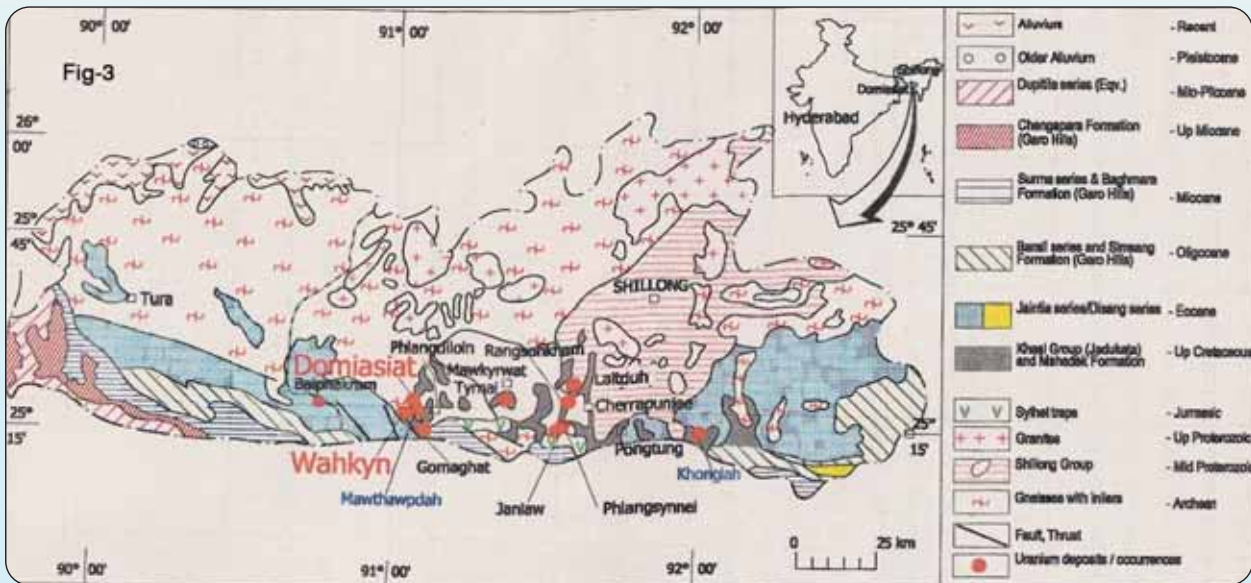 90° 00'
91° 00'
92° 00'
Fig-3
26°
00'
25°
45'
25°
15'
Shillong
Domiasiat
Hyderabad
25° 45'
Tura
SHILLONG
Phlangdiloin
Rangsohkham
Domiasiat
Mawkyrwat
Balphakram
Tyrnai
Laitduh
Cherrapunjee
25°
15'
Wahkyn
Gomaghat
Pongtung
Khonglah
Mawthawpdah
Janiaw
Phlangsynnei
0 25 km
90° 00'
91° 00'
92° 00'
Alluvium - Recent
Older Alluvium - Pleistocene
Dupitila series (Eqv.) - Mio-Pliocene
Chengapara Formation - Up Miocene
(Garo Hills)
Surma series & Baghmara - Miocene
Formation (Garo Hills)
Barail series and Simsang - Oligocene
Formation (Garo Hills)
Jaintia series/Disang series - Eocene
Khasi Group (Jadukata) - Up Cretaceous
and Mahadek Formation
Sylhet traps - Jurrasic
Granites - Up Proterozoic
Shillong Group - Mid Proterozoic
Gneisses with inliers - Archean
Fault, Thrust
Uranium deposits / occurrences